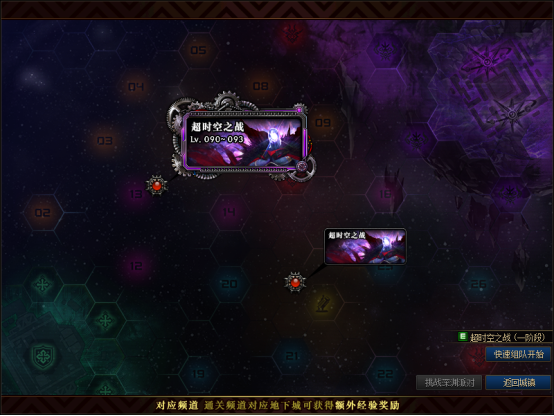 05
04
08
超时空之战
Lv. 090~093
09
03
13
14
02
超时空之战
12
20
26
超时空之战 (一阶段)
快速组队开始
21
19
22
挑战深渊派对
返回城镇
对应频道 通关频道对应地下城可获得额外经验奖励